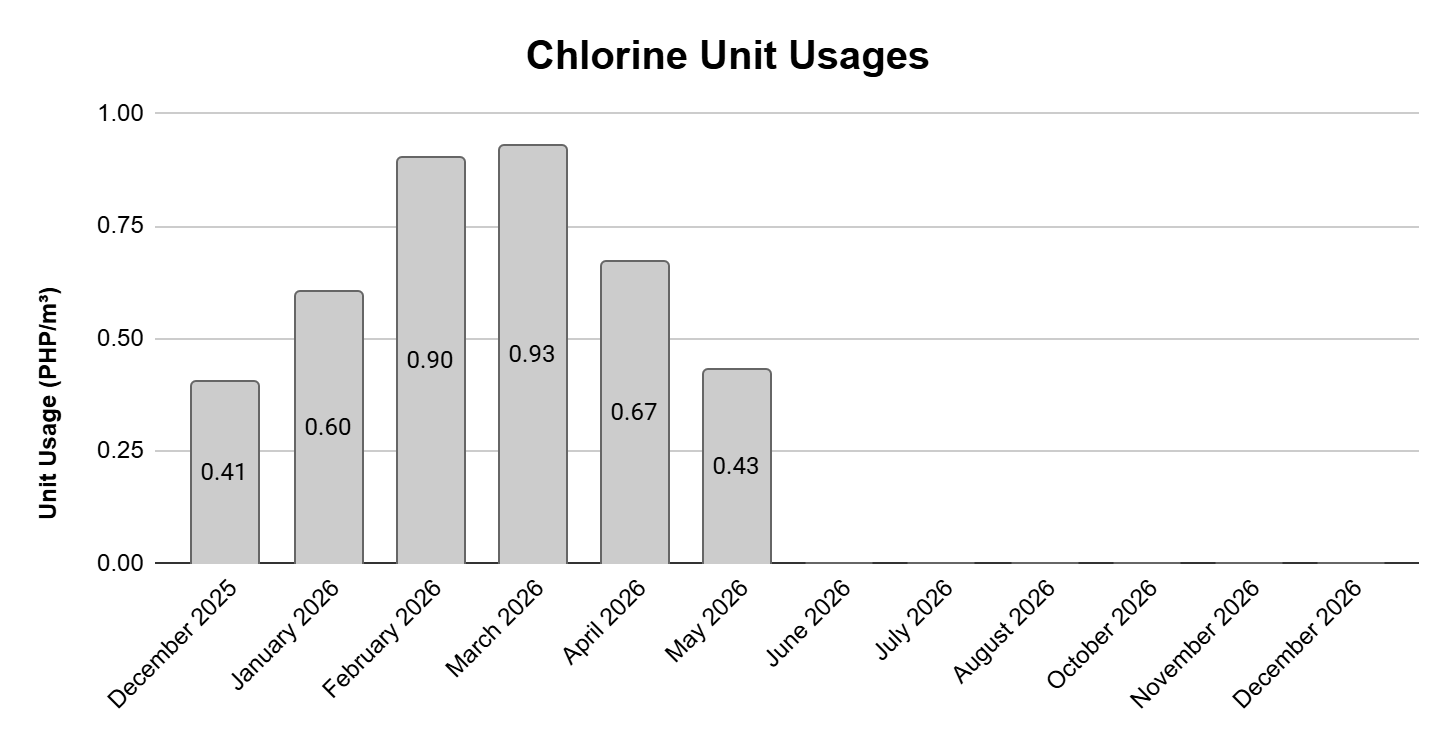 Chlorine Unit Usages
Unit Usage (PHP/m³)
1.00
0.75
0.50
0.25
0.00
0.41
0.60
0.90
0.93
0.67
0.43
December 2025
January 2026
February 2026
March 2026
April 2026
May 2026
June 2026
July 2026
August 2026
October 2026
November 2026
December 2026